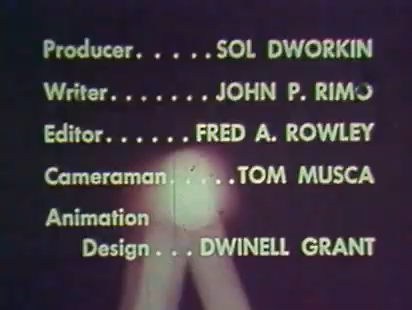 Producer.....SOL DWORKIN
Writer.......JOHN P. RIMO
Editor......FRED A. ROWLEY
Cameraman.....TOM MUSCA
Animation
Design...DWINELL GRANT